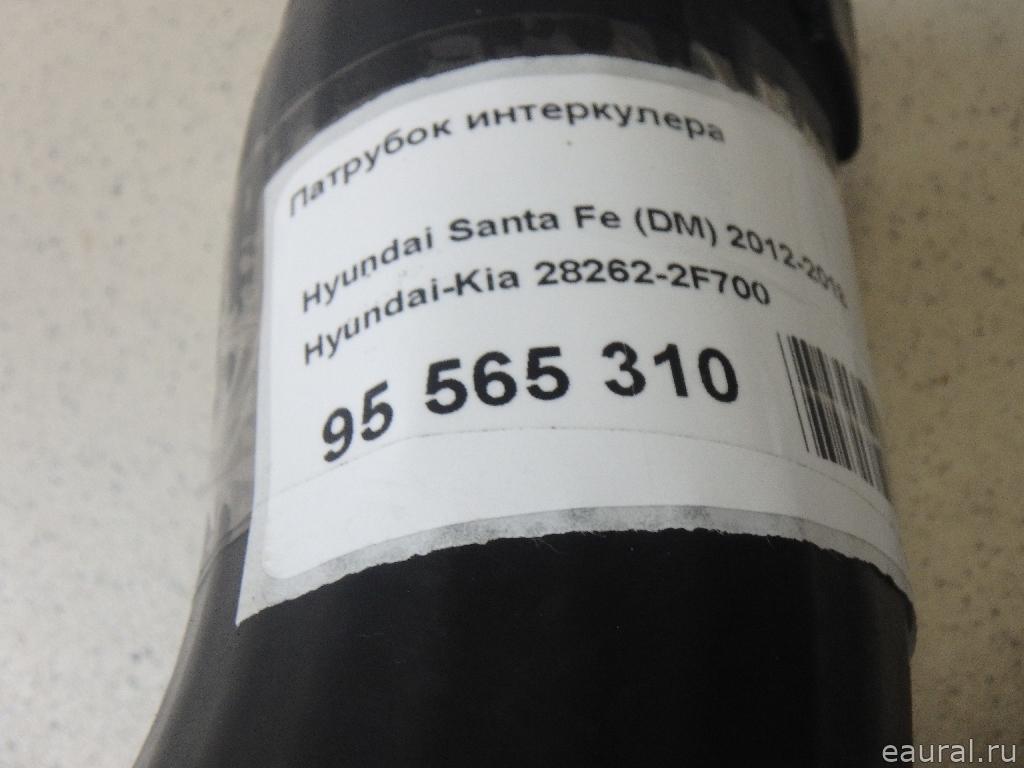 Патрубок интеркулера
Hyundai Santa Fe (DM) 2012-
Hyundai-Kia 28262-2F700
95 565 310
eaural.ru